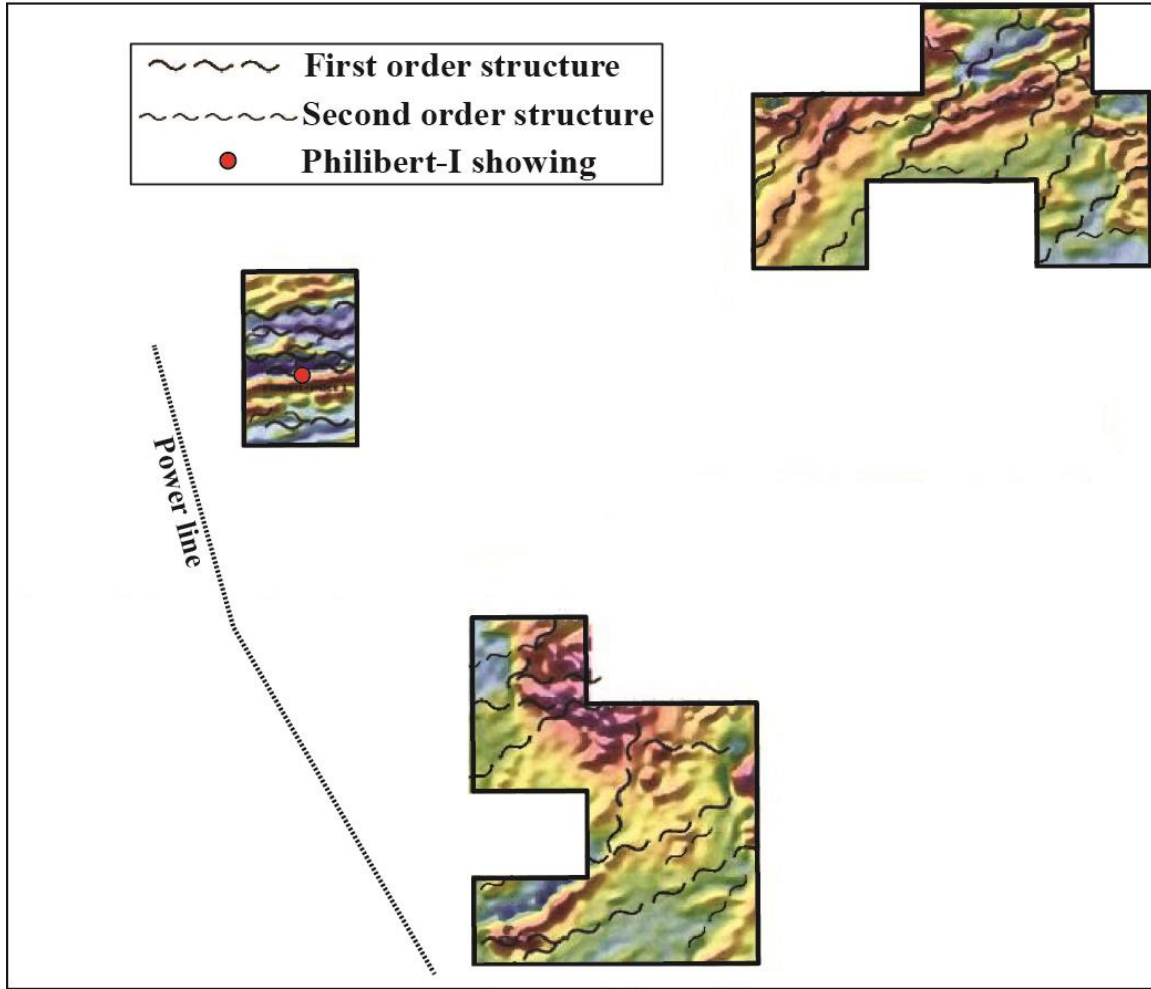 First order structure
Second order structure
Philibert-I showing
Power line